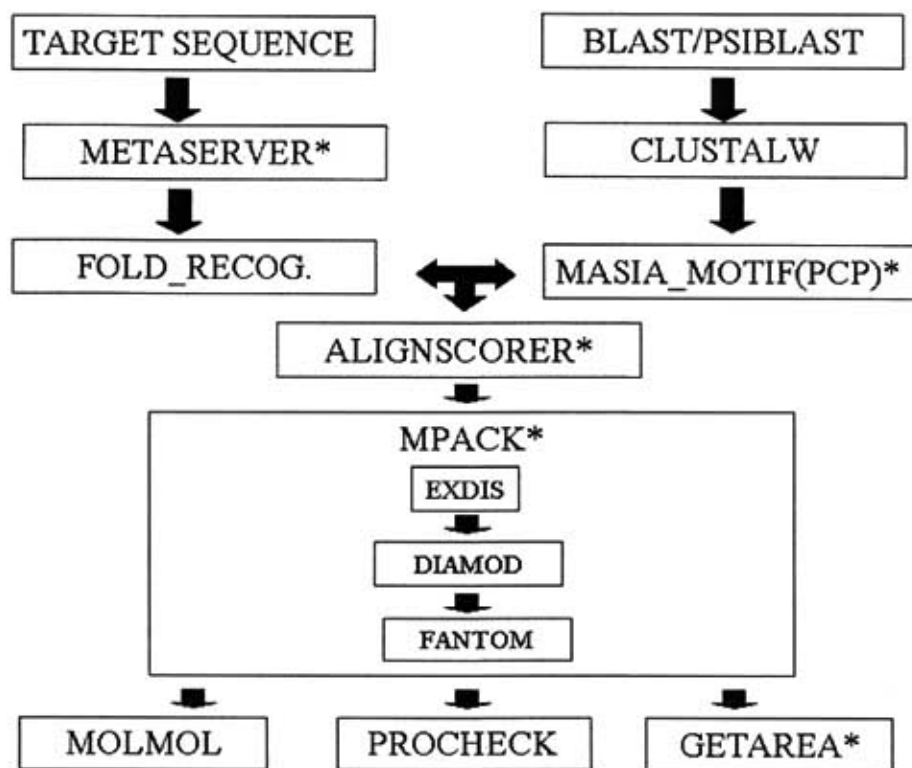 TARGET SEQUENCE
BLAST/PSIBLAST
METASERVER*
CLUSTALW
FOLD_RECOG.
MASIA_MOTIF(PCP)*
ALIGNSCORER*
MPACK*
EXDIS
DIAMOD
FANTOM
MOLMOL
PROCHECK
GETAREA*